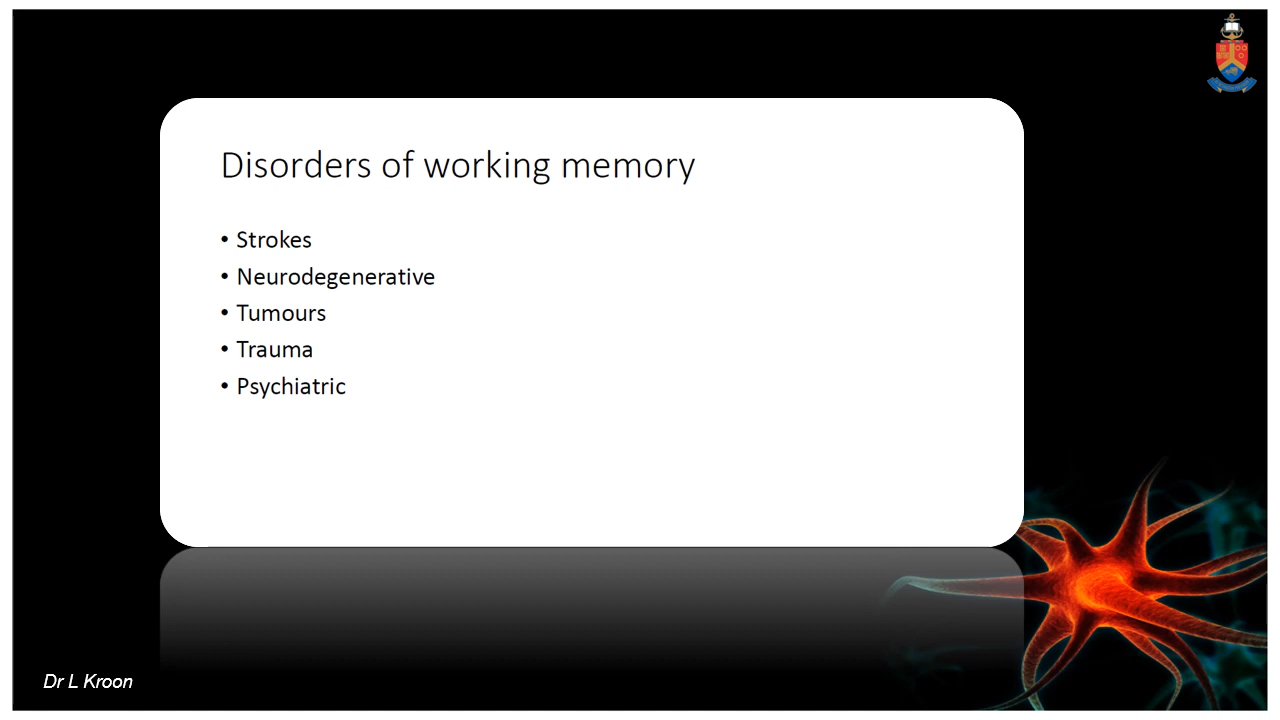 Disorders of working memory
• Strokes
• Neurodegenerative
• Tumours
• Trauma
• Psychiatric
Dr L Kroon